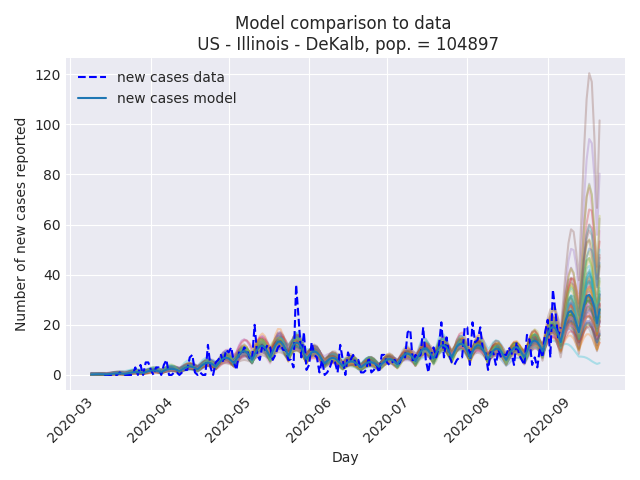 Model comparison to data
US - Illinois - DeKalb, pop. = 104897
new cases data
new cases model
Number of new cases reported
120
100
80
60
40
20
0
2020-03
2020-04
2020-05
2020-06
2020-07
2020-08
2020-09
Day